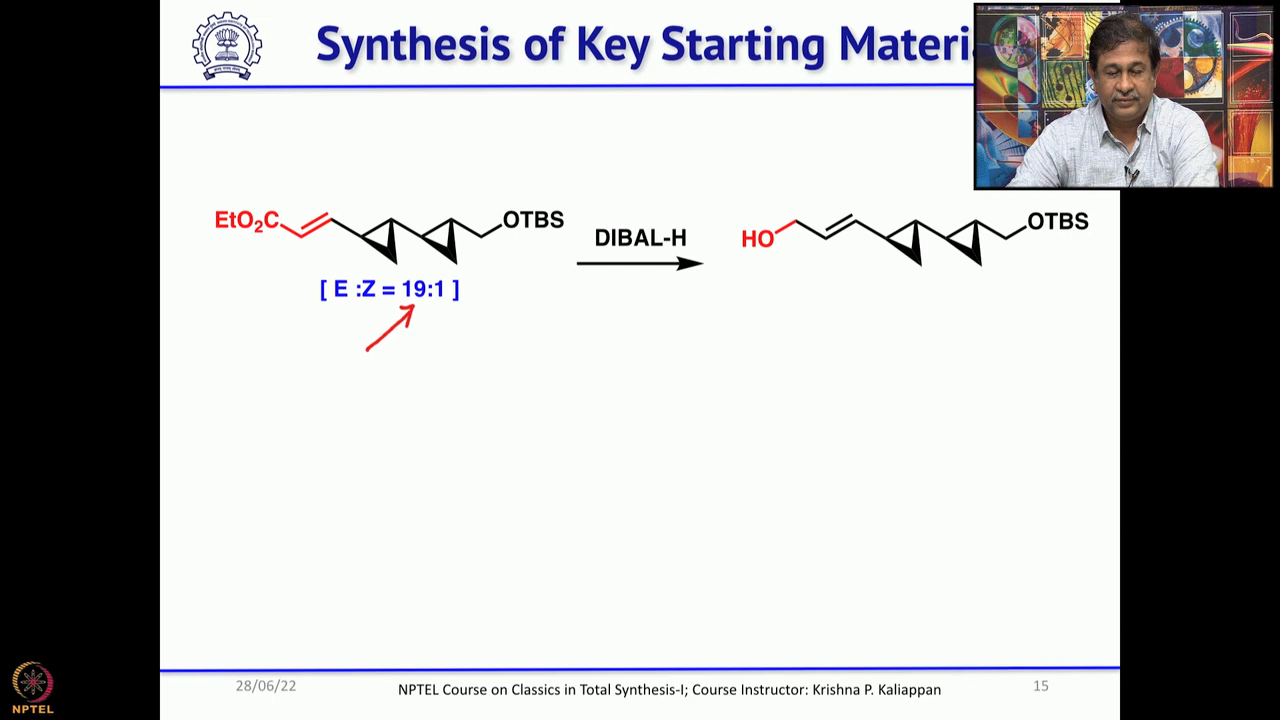 Synthesis of Key Starting Materi
EtO2C
OTBS
DIBAL-H
HO
OTBS
[ E :Z = 19:1 ]
28/06/22
NPTEL Course on Classics in Total Synthesis-I; Course Instructor: Krishna P. Kaliappan
15
NPTEL